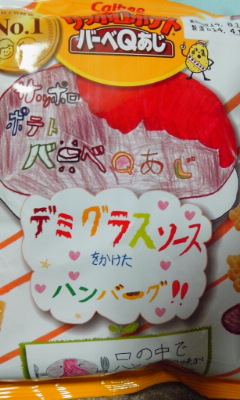 Calbee
No.1
サッポロポテト
バーベQあじ
サッポロ
ポテト
バーベQあじ
デミグラスソース
をかけた
ハンバーグ!!
口の中で